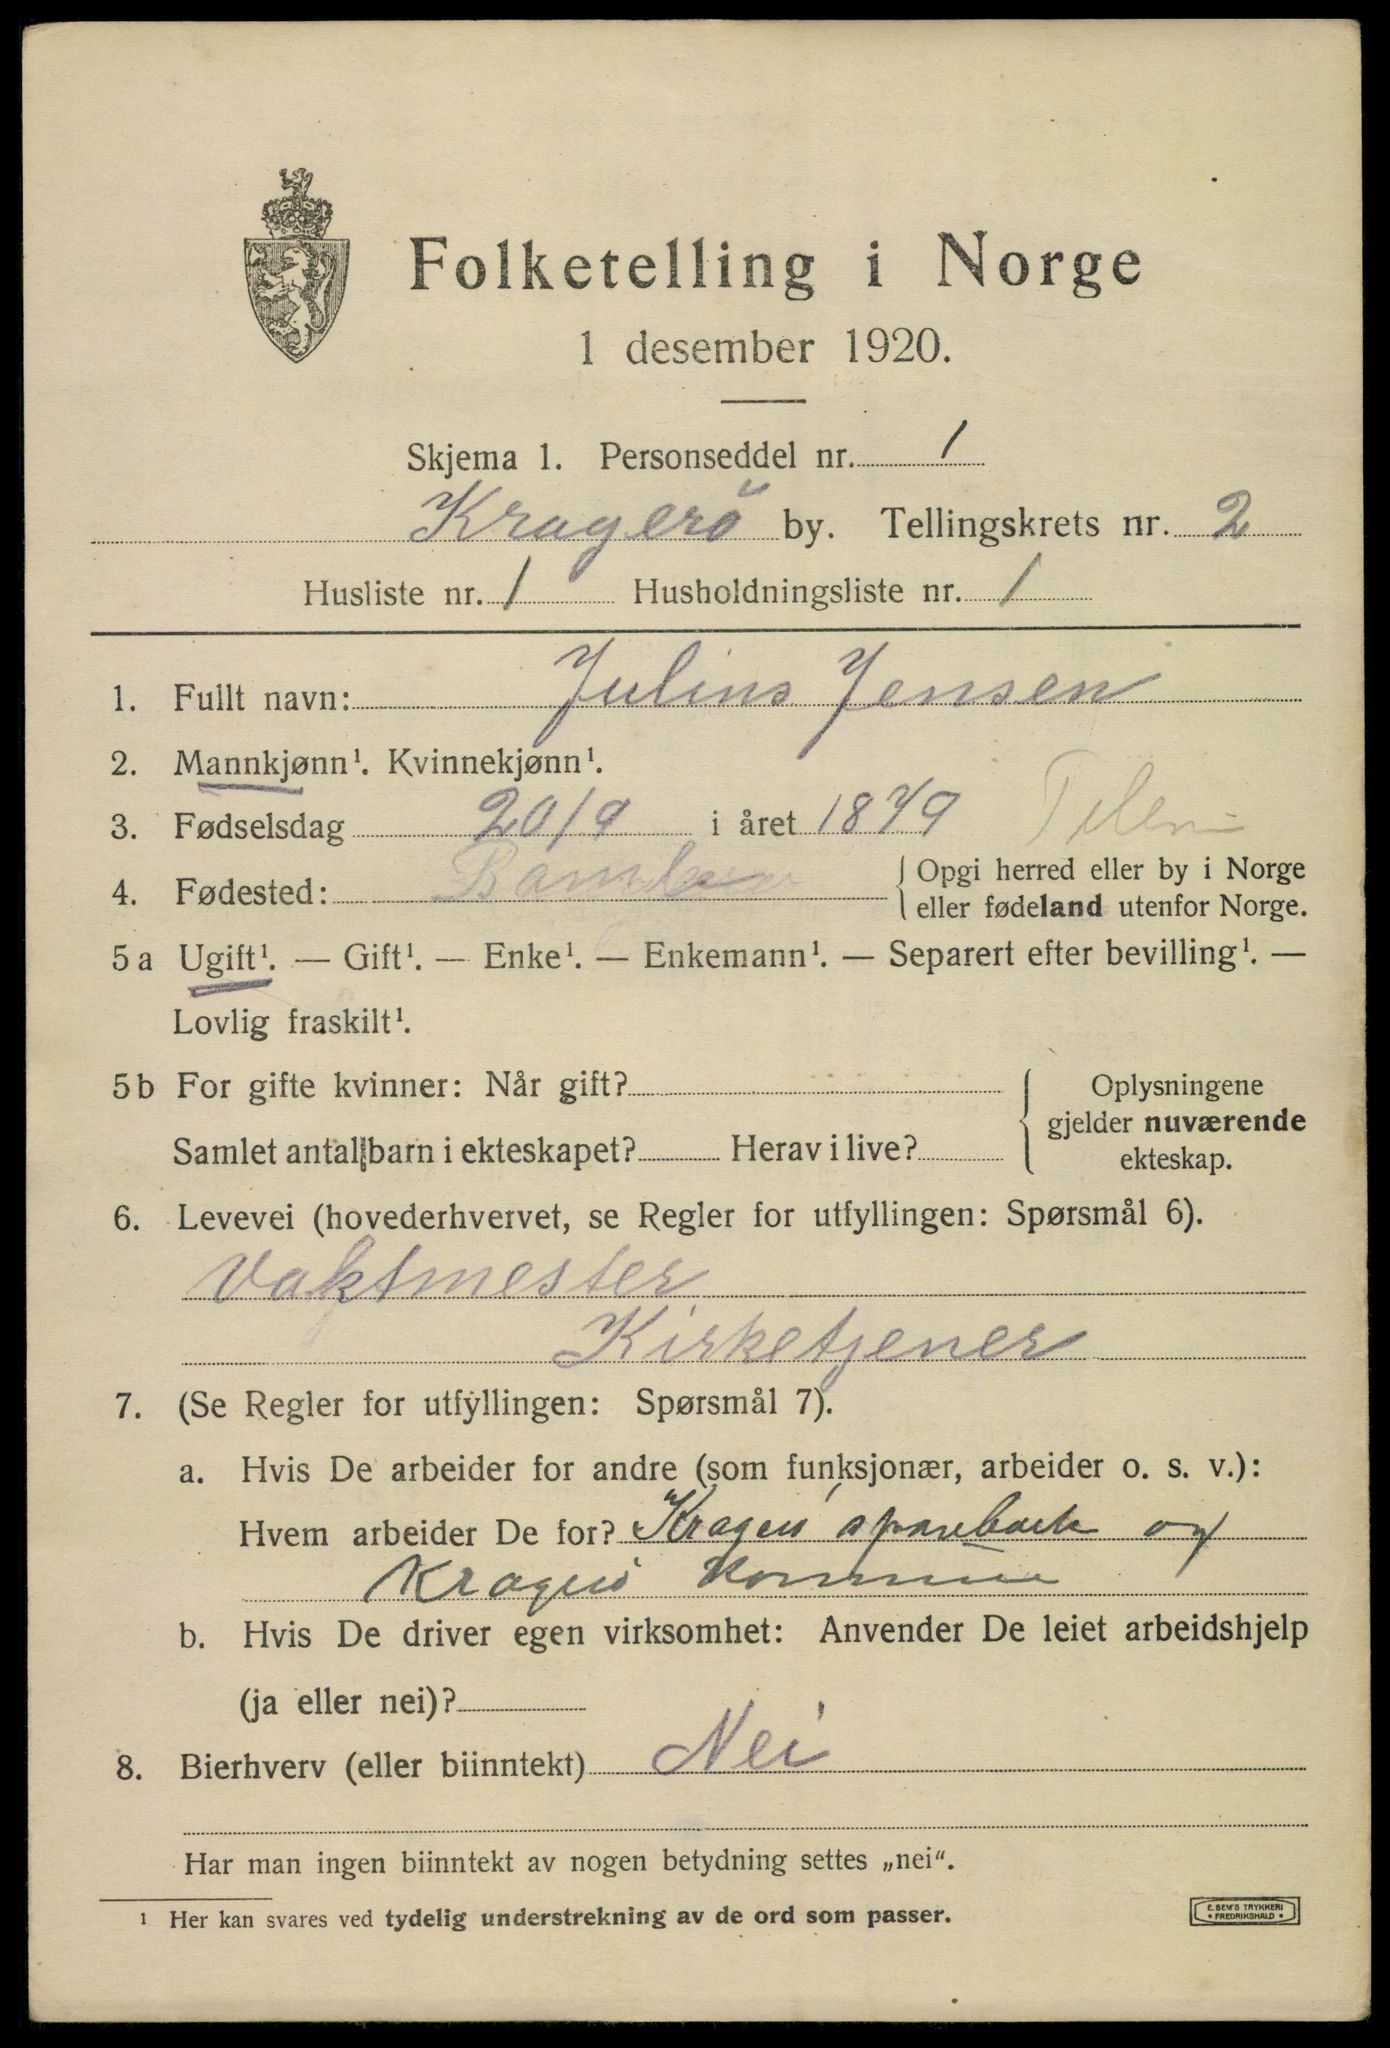 Folketelling i Norge
1 desember 1920.
Skjema 1. Personseddel nr. 1
Kragerö by. Tellingskrets nr. 2
Husliste nr. 1 Husholdningsliste nr. 1
1. Fullt navn: Julius Jensen
2. Mannkjønn¹. Kvinnekjønn¹.
3. Fødselsdag 20/9 i året 1879
4. Fødested: Bamble { Opgi herred eller by i Norge
eller fødeland utenfor Norge.
5 a Ugift¹. — Gift¹. — Enke¹. — Enkemann¹. — Separert efter bevilling¹. —
Lovlig fraskilt¹.
5 b For gifte kvinner: Når gift? { Oplysningene
gjelder nuværende
Samlet antall barn i ekteskapet? Herav i live?
ekteskap.
6. Levevei (hovederhvervet, se Regler for utfyllingen: Spørsmål 6).
Vaktmester
Kirketjener
7. (Se Regler for utfyllingen: Spørsmål 7).
a. Hvis De arbeider for andre (som funksjonær, arbeider o. s. v.):
Hvem arbeider De for? Kragerö sparebank og
Kragerö Kommune
b. Hvis De driver egen virksomhet: Anvender De leiet arbeidshjelp
(ja eller nei)?
8. Bierhverv (eller biinntekt) Nei
Har man ingen biinntekt av nogen betydning settes „nei“.
¹ Her kan svares ved tydelig understrekning av de ord som passer.
E. SEM'S TRYKKERI
• FREDRIKSHALD •